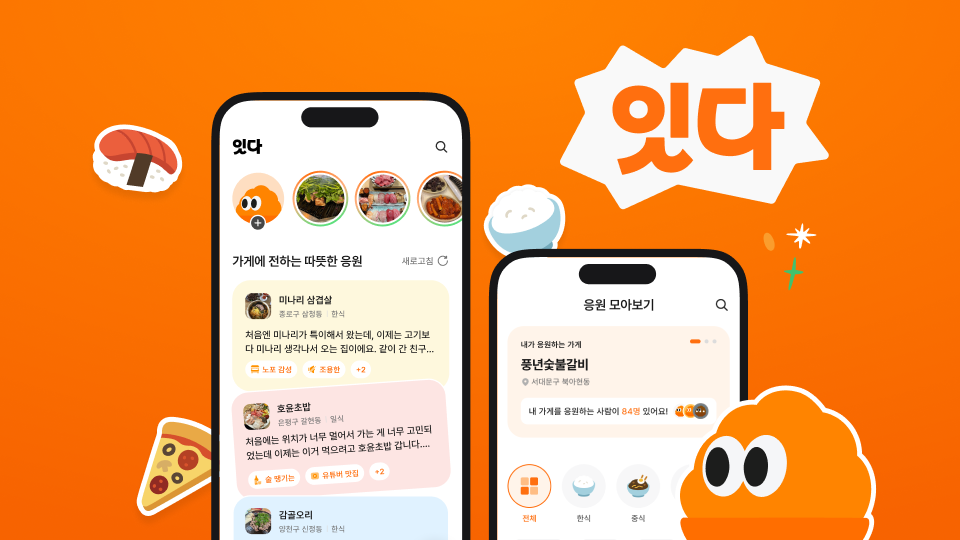 잇다
잇다
가게에 전하는 따뜻한 응원
새로고침
미나리 삼겹살
종로구 삼청동 | 한식
처음엔 미나리가 특이해서 왔는데, 이제는 고기보
다 미나리 생각나서 오는 집이에요. 같이 간 친구...
노포 감성
조용한
+2
호윤초밥
은평구 갈현동 | 일식
처음에는 위치가 너무 멀어서 가는 게 너무 고민되
었는데 이제는 이거 먹으려고 호윤초밥 갑니다....
술 땡기는
유튜버 맛집
+2
감골오리
양천구 신정동 | 한식
응원 모아보기
내가 응원하는 가게
풍년숯불갈비
서대문구 북아현동
내 가게를 응원하는 사람이 84명 있어요!
전체
한식
중식